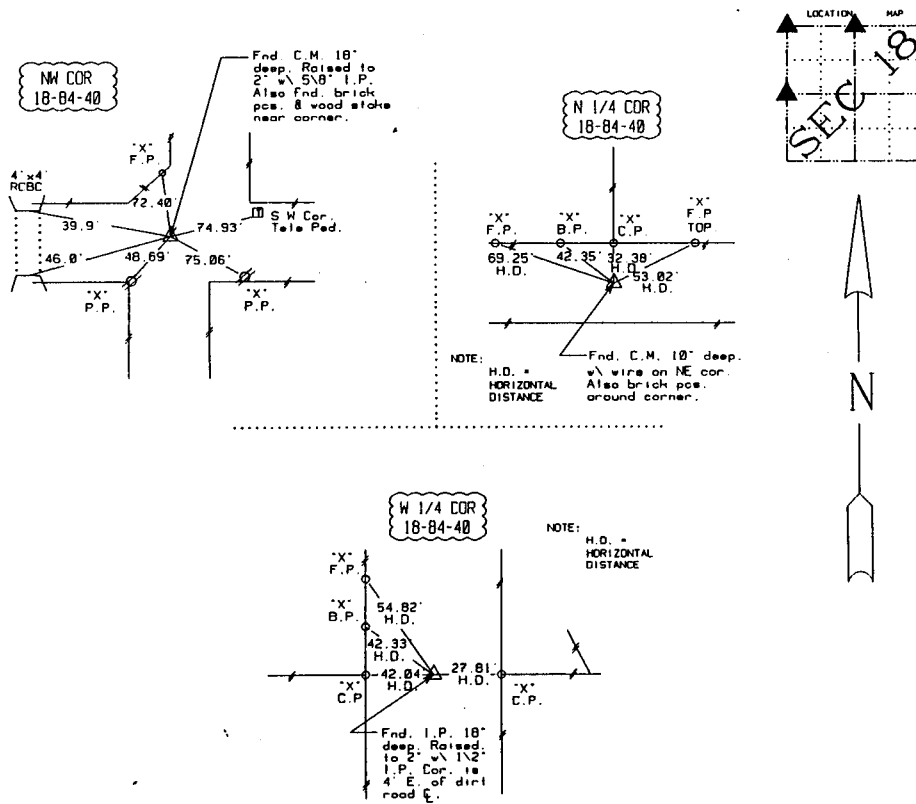 LOCATION MAP
SEC 18
NW COR
18-84-40
Fnd. C.M. 18"
deep. Raised to
2" w\ 5\8" I.P.
Also Fnd. brick
pcs. & wood stake
near corner.
"X"
F.P.
4'x4'
RCBC
72.40'
39.9'
74.93'
T
S W Cor.
Tele Ped.
46.0'
48.69'
75.06'
"X"
P.P.
"X"
P.P.
N 1/4 COR
18-84-40
"X"
F.P.
"X"
B.P.
"X"
C.P.
"X"
F.P
TOP.
69.25'
H.D.
42.35'
32.38'
H.D.
53.02'
H.D.
NOTE:
H.D. =
HORIZONTAL
DISTANCE
Fnd. C.M. 10" deep.
w\ wire on NE cor.
Also brick pcs.
around corner.
N
W 1/4 COR
18-84-40
NOTE:
H.D. =
HORIZONTAL
DISTANCE
"X"
F.P.
54.82'
H.D.
"X"
B.P.
42.33'
H.D.
42.04'
H.D.
27.81'
H.D.
"X"
C.P
"X"
C.P.
Fnd. I.P. 18"
deep. Raised.
to 2" w\ 1\2"
I.P. Cor. is
4' E. of dirt
road ℄.